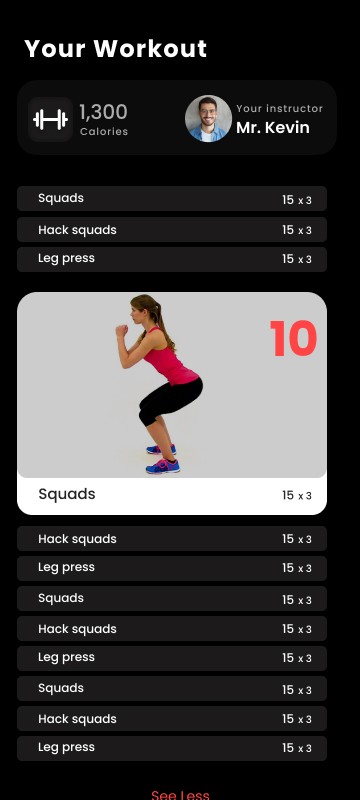 Your Workout
1,300
Calories
Your instructor
Mr. Kevin
Squads 15 x 3
Hack squads 15 x 3
Leg press 15 x 3
10
Squads 15 x 3
Hack squads 15 x 3
Leg press 15 x 3
Squads 15 x 3
Hack squads 15 x 3
Leg press 15 x 3
Squads 15 x 3
Hack squads 15 x 3
Leg press 15 x 3
See Less